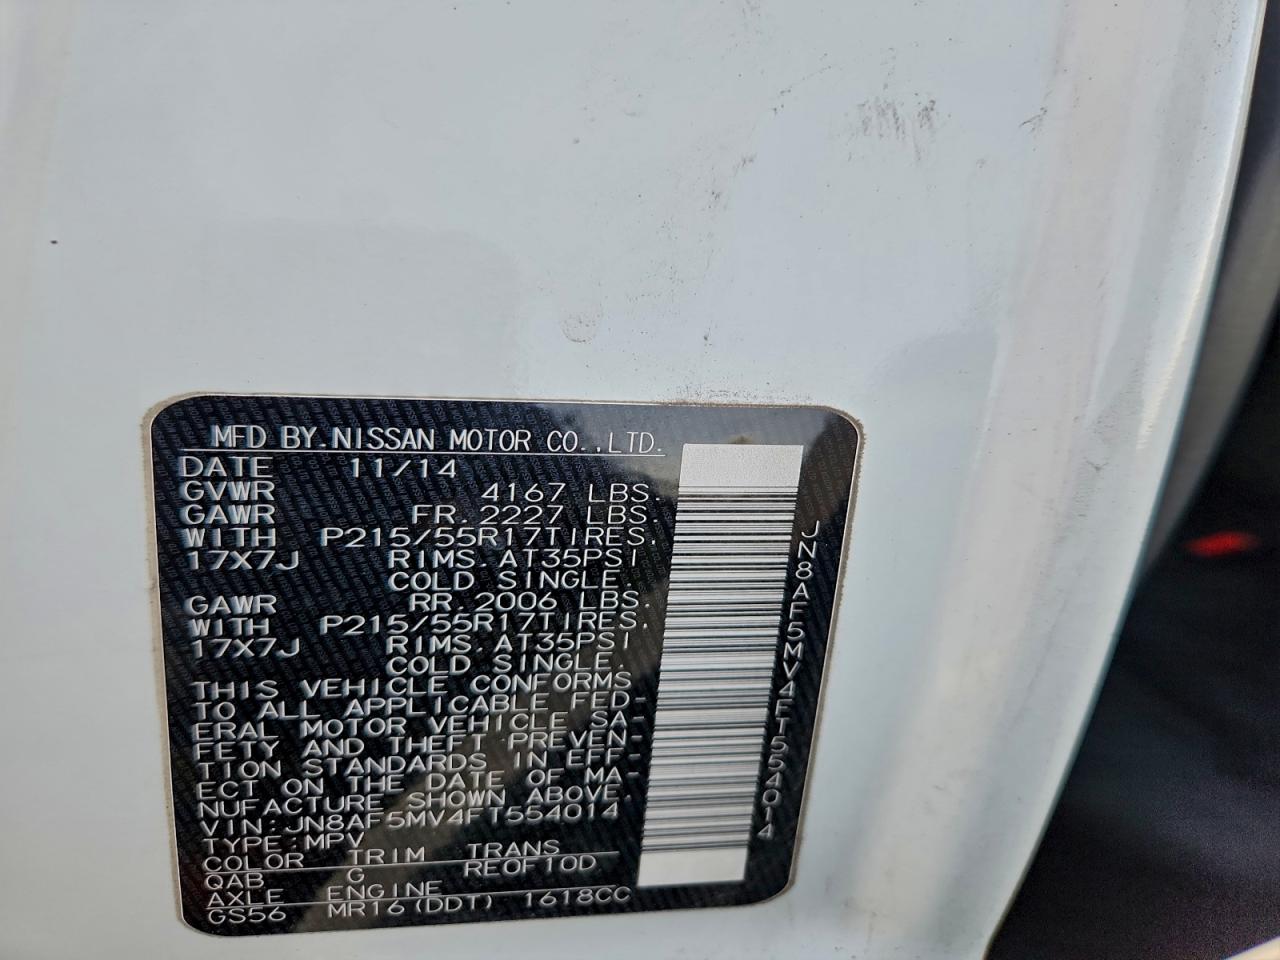 MFD BY.NISSAN MOTOR CO.,LTD.
DATE 11/14
GVWR 4167 LBS.
GAWR FR.2227 LBS.
WITH P215/55R17TIRES.
17X7J RIMS.AT35PSI
COLD SINGLE.
GAWR RR.2006 LBS.
WITH P215/55R17TIRES.
17X7J RIMS.AT35PSI
COLD SINGLE.
THIS VEHICLE CONFORMS
TO ALL APPLICABLE FED-
ERAL MOTOR VEHICLE SA-
FETY AND THEFT PREVEN-
TION STANDARDS IN EFF-
ECT ON THE DATE OF MA-
NUFACTURE SHOWN ABOVE.
VIN:JN8AF5MV4FT554014
TYPE:MPV
COLOR TRIM TRANS
QAB G RE0F10D
AXLE ENGINE
GS56 MR16(DDT) 1618CC
JN8AF5MV4FT554014